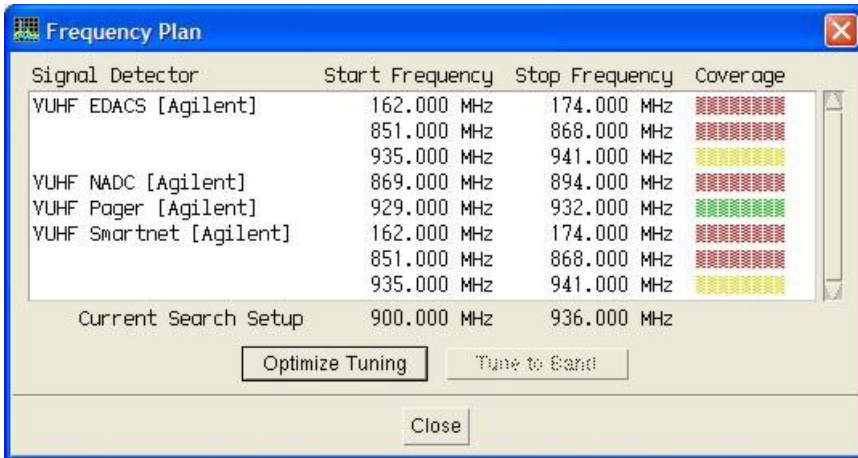 Frequency Plan
Signal Detector Start Frequency Stop Frequency Coverage
VUHF EDACS [Agilent] 162.000 MHz 174.000 MHz
851.000 MHz 868.000 MHz
935.000 MHz 941.000 MHz
VUHF NADC [Agilent] 869.000 MHz 894.000 MHz
VUHF Pager [Agilent] 929.000 MHz 932.000 MHz
VUHF Smartnet [Agilent] 162.000 MHz 174.000 MHz
851.000 MHz 868.000 MHz
935.000 MHz 941.000 MHz
Current Search Setup 900.000 MHz 936.000 MHz
Optimize Tuning Tune to Band
Close